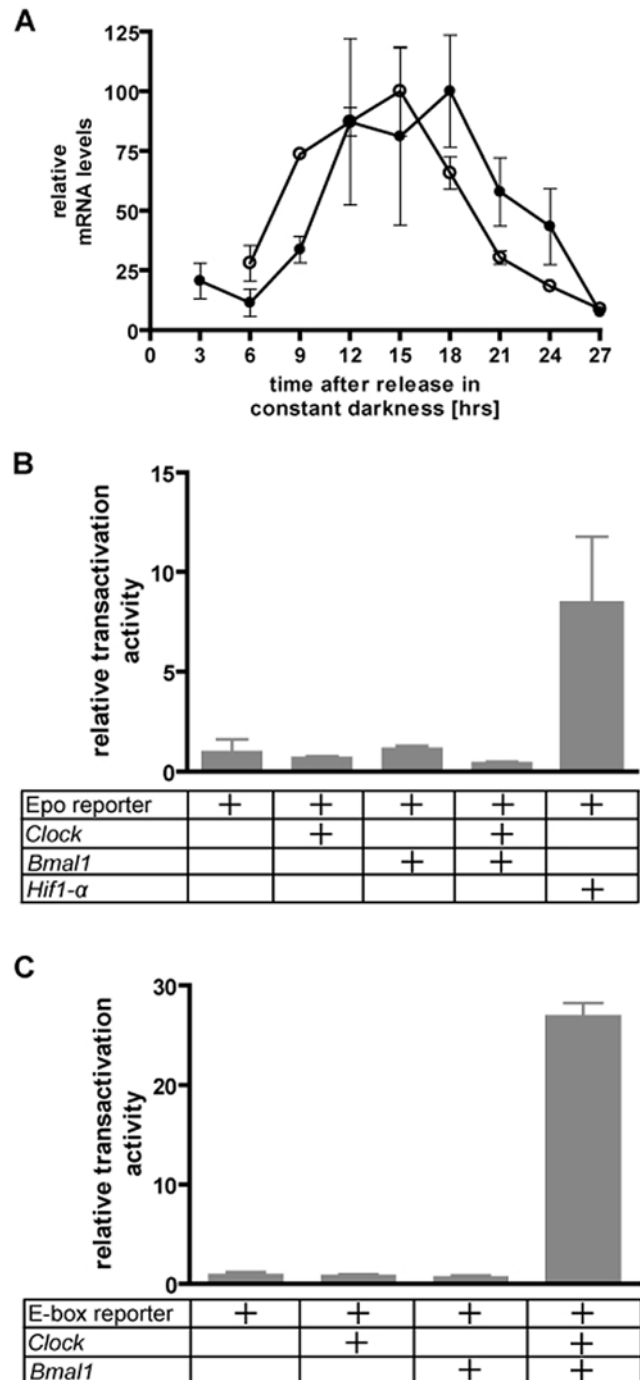 A
relative
mRNA levels
125
100
75
50
25
0
0 3 6 9 12 15 18 21 24 27
time after release in
constant darkness [hrs]
B
relative transactivation
activity
15
10
5
0
Epo reporter + + + + +
Clock + +
Bmal1 + +
Hif1-α +
C
relative transactivation
activity
30
20
10
0
E-box reporter + + + +
Clock + +
Bmal1 + +